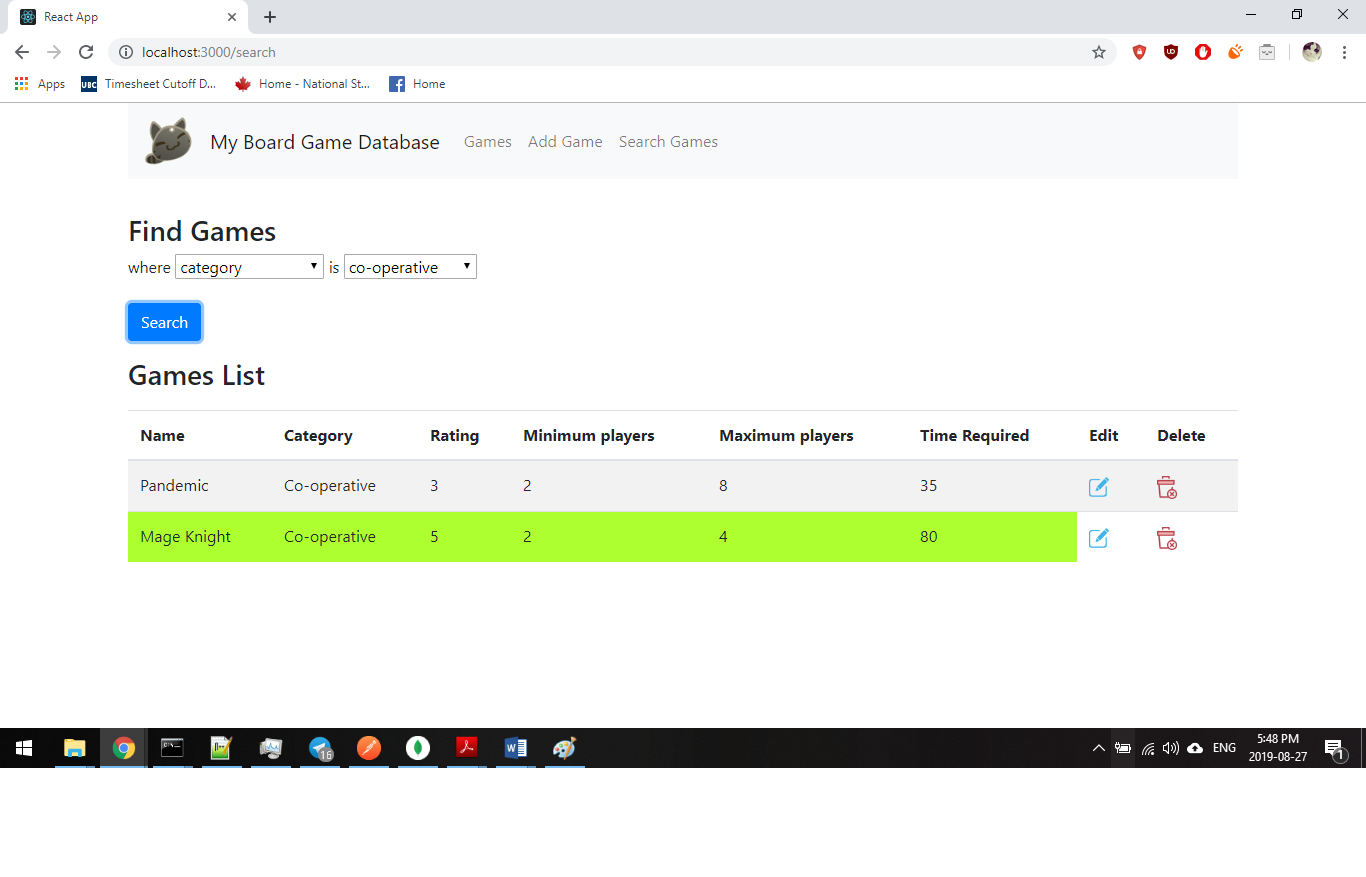 React App
localhost:3000/search
Apps UBC Timesheet Cutoff D... Home - National St... Home
My Board Game Database Games Add Game Search Games
Find Games
where category is co-operative
Search
Games List
Name Category Rating Minimum players Maximum players Time Required Edit Delete
Pandemic Co-operative 3 2 8 35
Mage Knight Co-operative 5 2 4 80
16
ENG
5:48 PM
2019-08-27
1